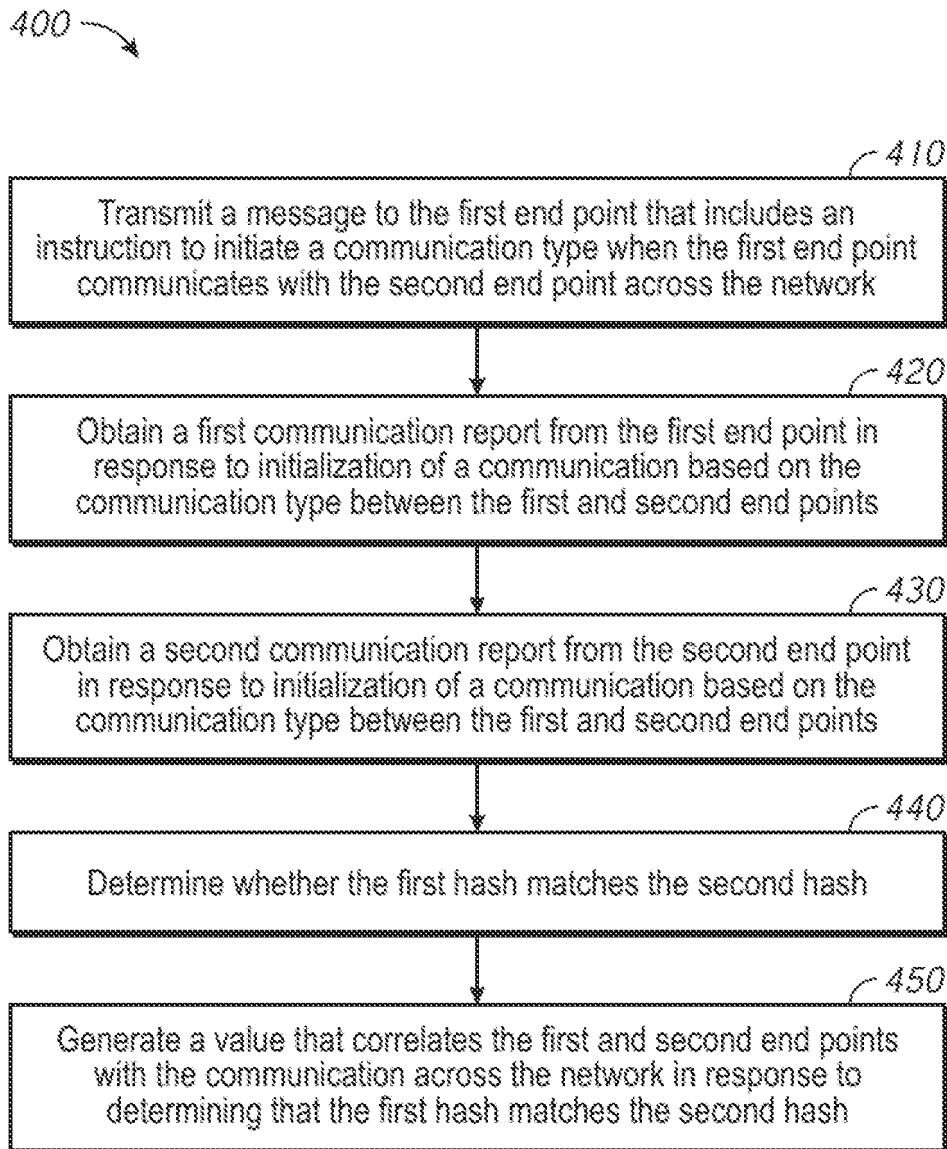 400
410
Transmit a message to the first end point that includes an
instruction to initiate a communication type when the first end point
communicates with the second end point across the network
420
Obtain a first communication report from the first end point in
response to initialization of a communication based on the
communication type between the first and second end points
430
Obtain a second communication report from the second end point
in response to initialization of a communication based on the
communication type between the first and second end points
440
Determine whether the first hash matches the second hash
450
Generate a value that correlates the first and second end points
with the communication across the network in response to
determining that the first hash matches the second hash